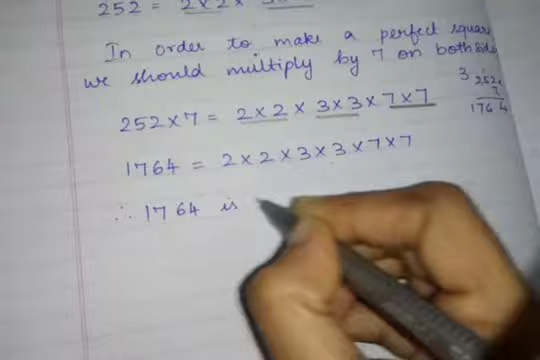 252 = 2×2×
In order to make a perfect square
we should multiply by 7 on both sides
3
252×
7
1764
252×7 = 2×2 × 3×3 × 7×7
1764 = 2×2×3×3×7×7
∴ 1764 is